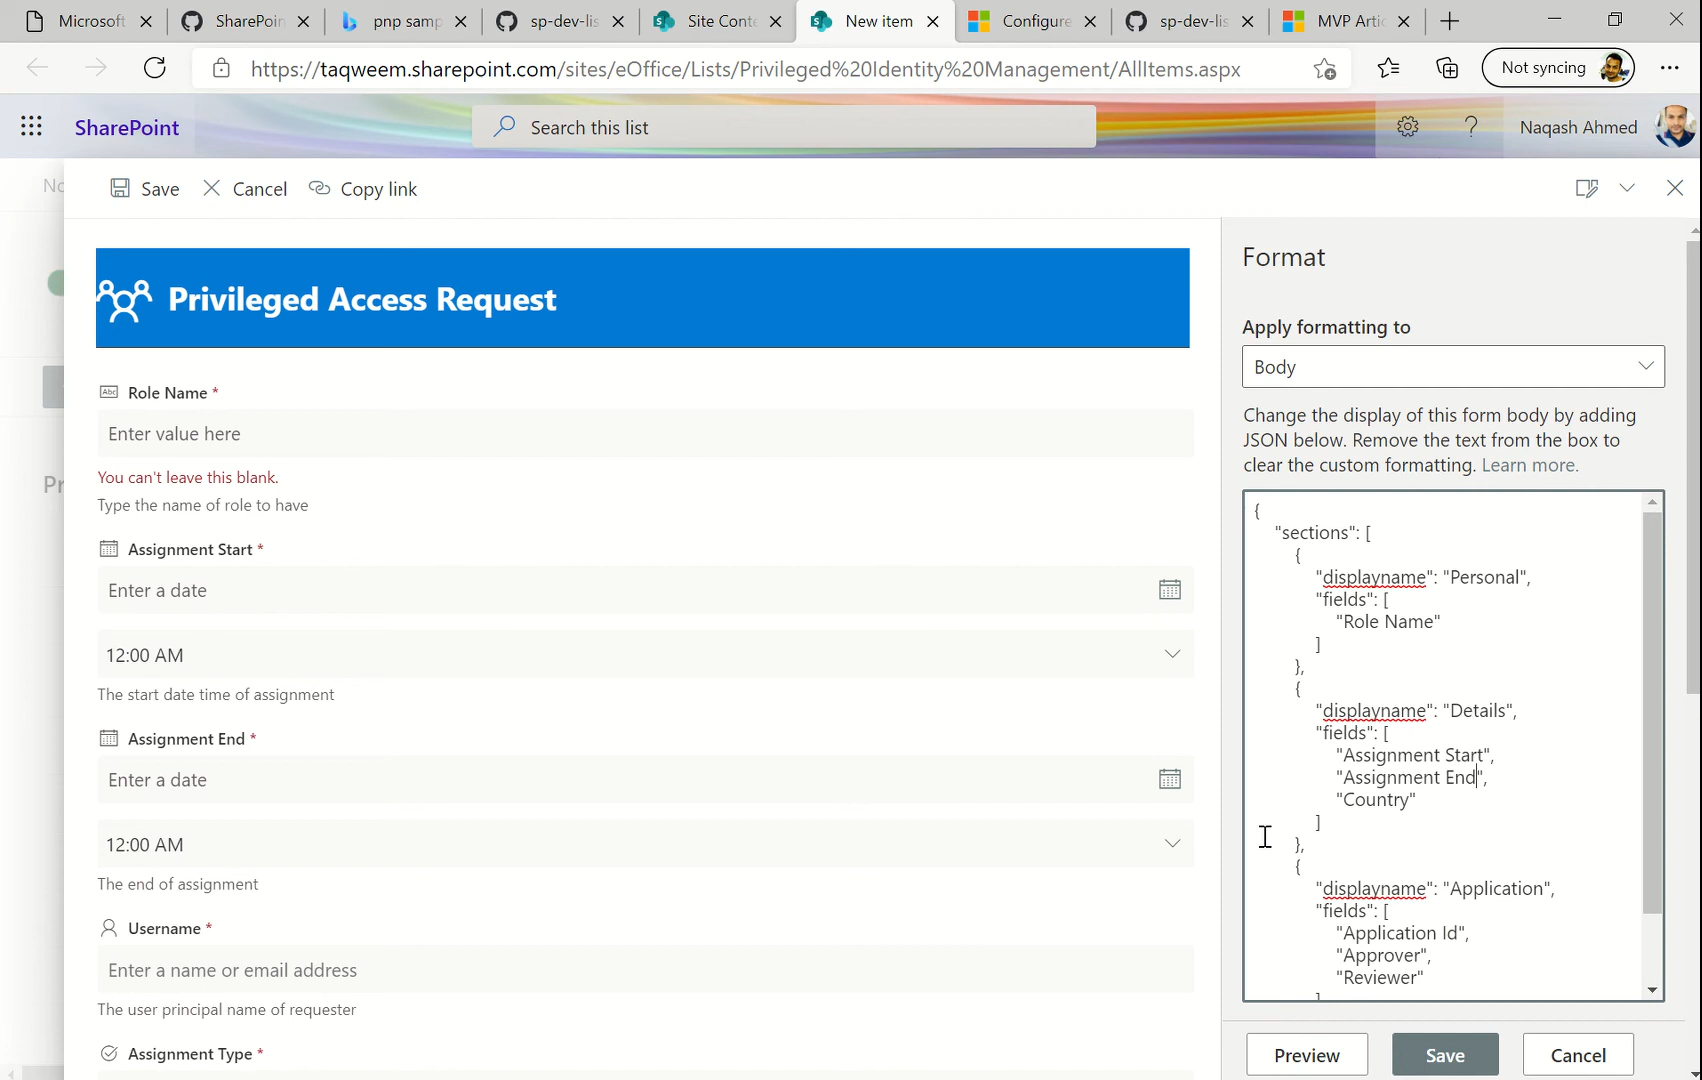 Microsoft
SharePoin
pnp samp
sp-dev-lis
Site Conte
New item
Configure
sp-dev-lis
MVP Artic
https://taqweem.sharepoint.com/sites/eOffice/Lists/Privileged%20Identity%20Management/AllItems.aspx
Not syncing
SharePoint
Search this list
Naqash Ahmed
Save
Cancel
Copy link
Privileged Access Request
Abc Role Name *
Enter value here
You can't leave this blank.
Type the name of role to have
Assignment Start *
Enter a date
12:00 AM
The start date time of assignment
Assignment End *
Enter a date
12:00 AM
The end of assignment
Username *
Enter a name or email address
The user principal name of requester
Assignment Type *
Format
Apply formatting to
Body
Change the display of this form body by adding
JSON below. Remove the text from the box to
clear the custom formatting. Learn more.
{
"sections": [
{
"displayname": "Personal",
"fields": [
"Role Name"
]
},
{
"displayname": "Details",
"fields": [
"Assignment Start",
"Assignment End",
"Country"
]
},
{
"displayname": "Application",
"fields": [
"Application Id",
"Approver",
"Reviewer"
]
Preview
Save
Cancel